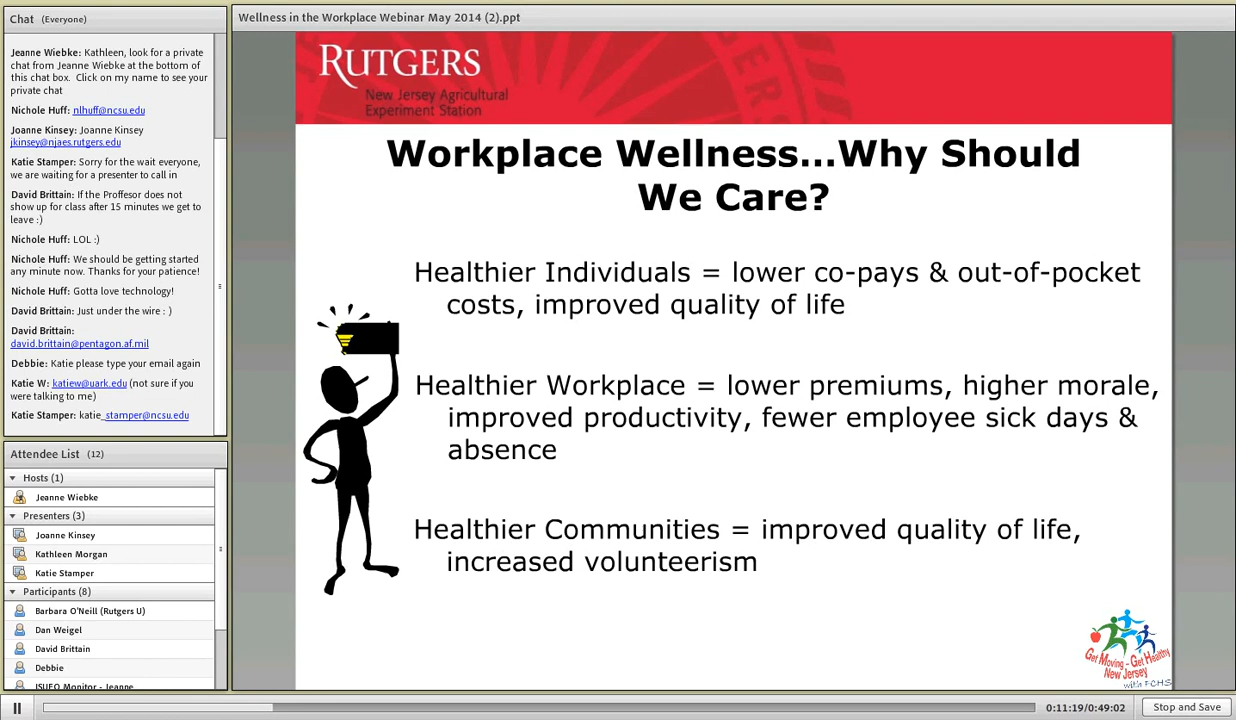 Chat (Everyone)
Jeanne Wiebke: Kathleen, look for a private
chat from Jeanne Wiebke at the bottom of
this chat box. Click on my name to see your
private chat
Nichole Huff: nlhuff@ncsu.edu
Joanne Kinsey: Joanne Kinsey
jkinsey@njaes.rutgers.edu
Katie Stamper: Sorry for the wait everyone,
we are waiting for a presenter to call in
David Brittain: If the Proffesor does not
show up for class after 15 minutes we get to
leave :)
Nichole Huff: LOL :)
Nichole Huff: We should be getting started
any minute now. Thanks for your patience!
Nichole Huff: Gotta love technology!
David Brittain: Just under the wire : )
David Brittain:
david.brittain@pentagon.af.mil
Debbie: Katie please type your email again
Katie W: katiew@uark.edu (not sure if you
were talking to me)
Katie Stamper: katie_stamper@ncsu.edu
Attendee List (12)
Hosts (1)
Jeanne Wiebke
Presenters (3)
Joanne Kinsey
Kathleen Morgan
Katie Stamper
Participants (8)
Barbara O'Neill (Rutgers U)
Dan Weigel
David Brittain
Debbie
ISUEO Monitor - Jeanne...
Wellness in the Workplace Webinar May 2014 (2).ppt
RUTGERS
New Jersey Agricultural
Experiment Station
Workplace Wellness...Why Should
We Care?
Healthier Individuals = lower co-pays & out-of-pocket
costs, improved quality of life
Healthier Workplace = lower premiums, higher morale,
improved productivity, fewer employee sick days &
absence
Healthier Communities = improved quality of life,
increased volunteerism
Get Moving - Get Healthy
New Jersey
with FCHS
0:11:19/0:49:02
Stop and Save